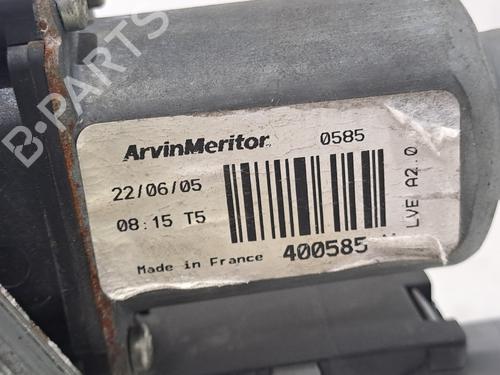 B-PARTS
ArvinMeritor 0585
22/06/05
08:15 T5
400585
Made in France
LVE A2.0